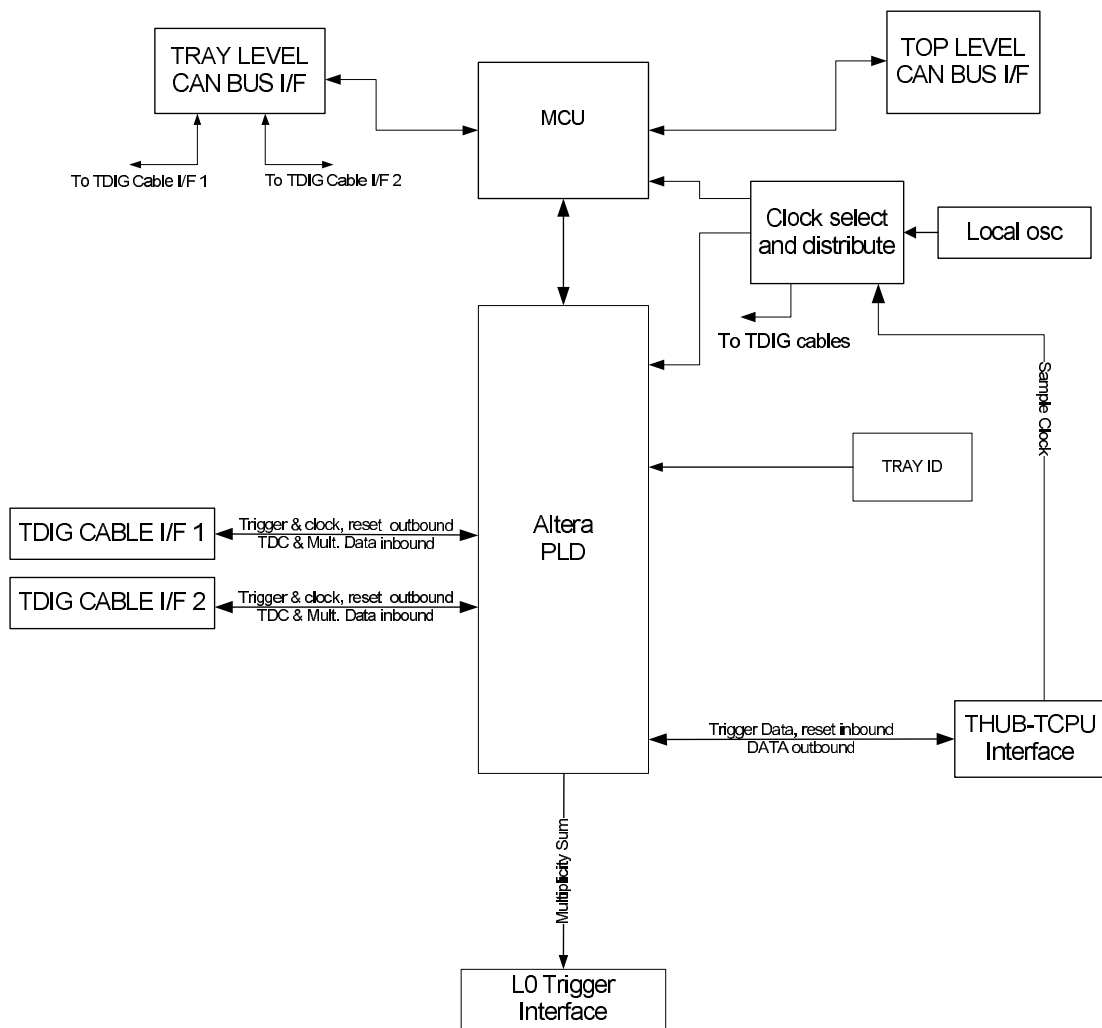 TRAY LEVEL
CAN BUS I/F
TOP LEVEL
CAN BUS I/F
MCU
To TDIG Cable I/F 1
To TDIG Cable I/F 2
Clock select
and distribute
Local osc
To TDIG cables
Sample Clock
TRAY ID
Altera
PLD
TDIG CABLE I/F 1
Trigger & clock, reset outbound
TDC & Mult. Data inbound
TDIG CABLE I/F 2
Trigger & clock, reset outbound
TDC & Mult. Data inbound
Trigger Data, reset inbound
DATA outbound
THUB-TCPU
Interface
Multiplicity Sum
L0 Trigger
Interface